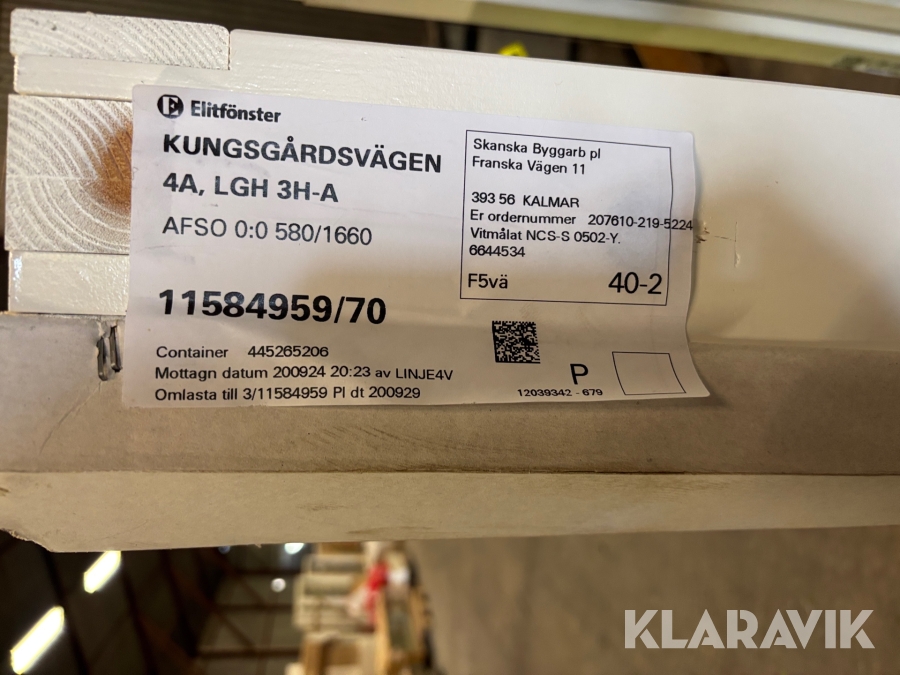 Elitfönster
KUNGSGÅRDSVÄGEN
4A, LGH 3H-A
AFSO 0:0 580/1660
11584959/70
Container 445265206
Mottagn datum 200924 20:23 av LINJE4V
Omlasta till 3/11584959 Pl dt 200929
Skanska Byggarb pl
Franska Vägen 11
393 56 KALMAR
Er ordernummer 207610-219-5224
Vitmålat NCS-S 0502-Y.
6644534
F5vä 40-2
P
12039342 - 679
KLARAVIK